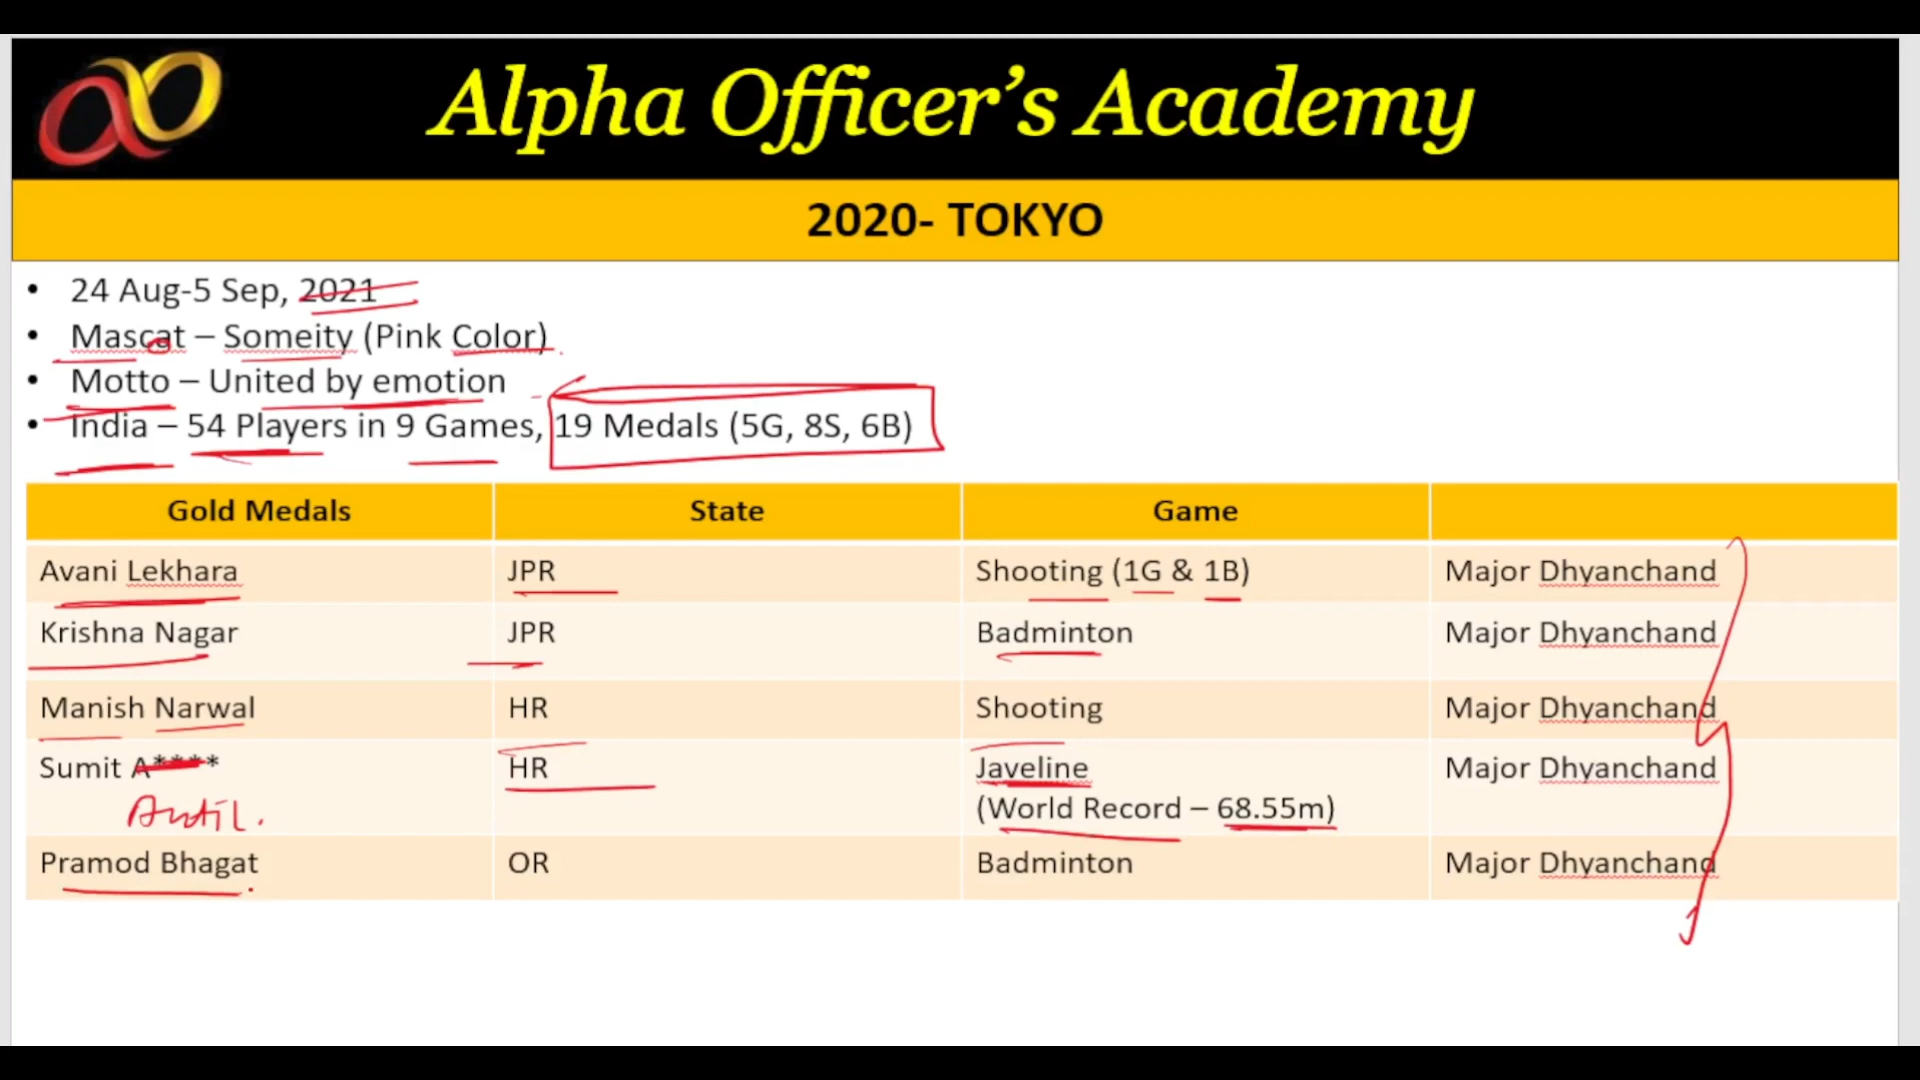 Alpha Officer's Academy
2020- TOKYO
• 24 Aug-5 Sep, 2021
• Mascat – Someity (Pink Color)
• Motto – United by emotion
• India – 54 Players in 9 Games, 19 Medals (5G, 8S, 6B)
Gold Medals State Game
Avani Lekhara JPR Shooting (1G & 1B) Major Dhyanchand
Krishna Nagar JPR Badminton Major Dhyanchand
Manish Narwal HR Shooting Major Dhyanchand
Sumit A***** HR Javeline Major Dhyanchand
Antil. (World Record – 68.55m)
Pramod Bhagat OR Badminton Major Dhyanchand